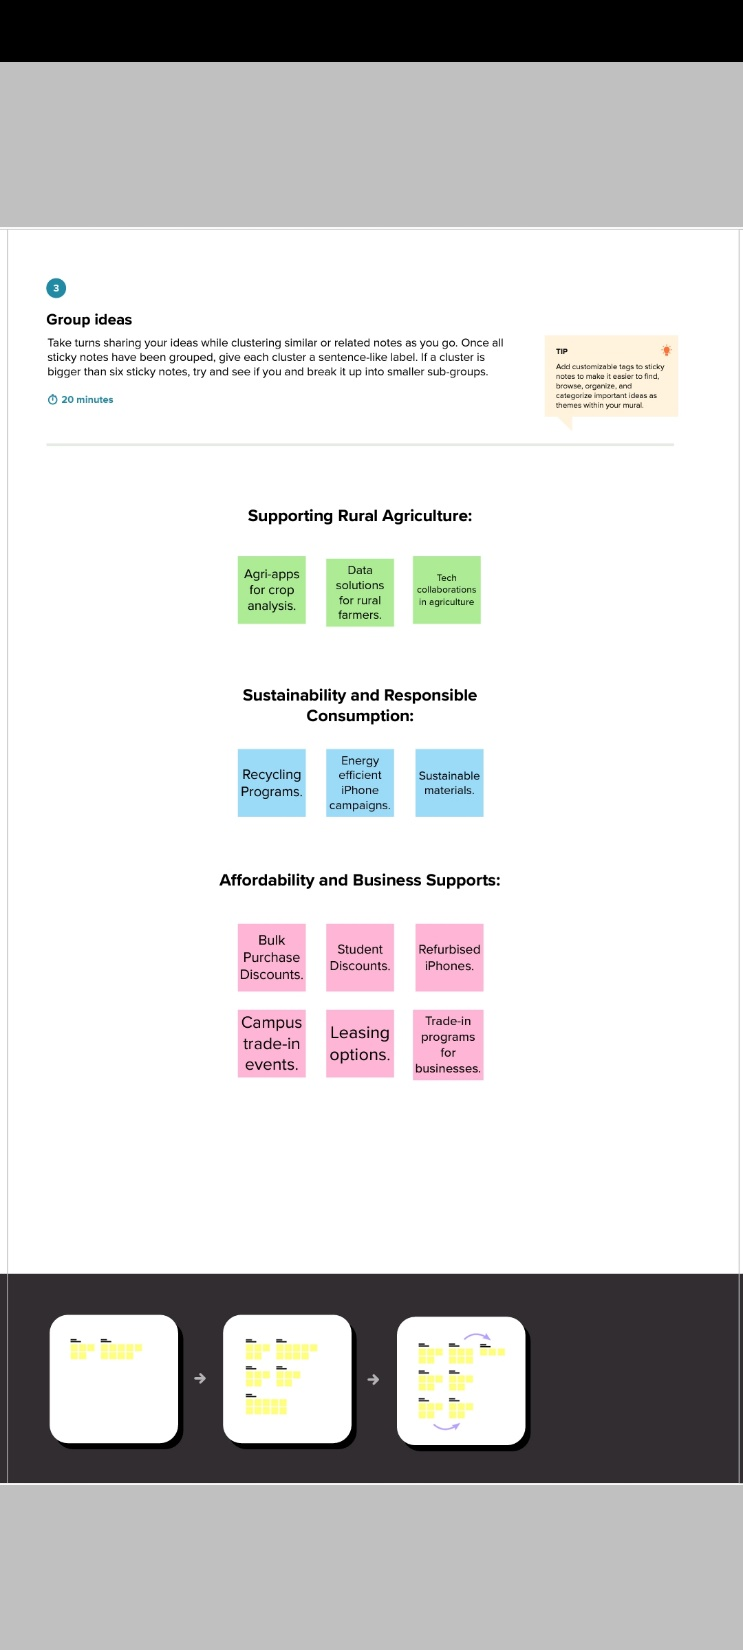 3
Group ideas
Take turns sharing your ideas while clustering similar or related notes as you go. Once all
sticky notes have been grouped, give each cluster a sentence-like label. If a cluster is
bigger than six sticky notes, try and see if you and break it up into smaller sub-groups.
20 minutes
TIP
Add customizable tags to sticky
notes to make it easier to find,
browse, organize, and
categorize important ideas as
themes within your mural.
Supporting Rural Agriculture:
Agri-apps
for crop
analysis.
Data
solutions
for rural
farmers.
Tech
collaborations
in agriculture
Sustainability and Responsible
Consumption:
Recycling
Programs.
Energy
efficient
iPhone
campaigns.
Sustainable
materials.
Affordability and Business Supports:
Bulk
Purchase
Discounts.
Student
Discounts.
Refurbised
iPhones.
Campus
trade-in
events.
Leasing
options.
Trade-in
programs
for
businesses.